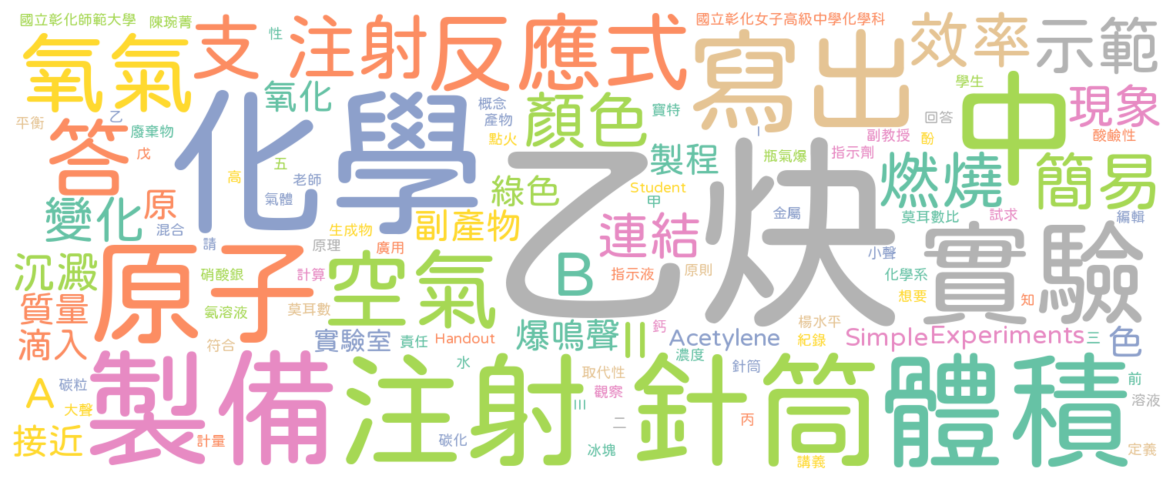 國立彰化師範大學 陳琬菁 性 國立彰化女子高級中學化學科
氧氣 支 注射 反應式 寫出 效率 示範
平衡 乙 廢棄物 氧化 概念 產物 點火 顏色 寶特 學生 中 現象
答 戊 五 化學 老師 氣體 製程 瓶氣爆 I 指示劑 副教授 回答 酚 酸鹼性
變化 原 混合 高 請 綠色 Student 甲 乙炔 金屬 燃燒 簡易
生成物 副產物 原理 廣用 連結 莫耳數比 試求 編輯
沉澱 硝酸銀 原子 計算 空氣 B 指示液 原則 小聲 化學系 實驗
質量 氨溶液 莫耳數 想要 知
滴入 符合 實驗室 責任 Handout 爆鳴聲 II 鈣 Acetylene 楊水平 紀錄 Simple Experiments 三 色
A 碳粒 大聲 製備 水 注射 取代性 濃度 觀察 針筒 針筒 體積 前 溶液
接近 計量 碳化 III 二 冰塊 丙 講義 定義